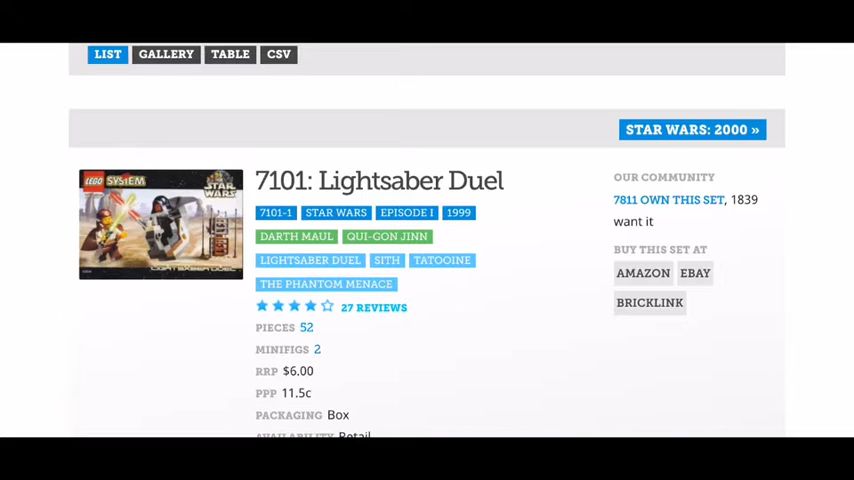 LIST GALLERY TABLE CSV
STAR WARS: 2000 »
LEGO SYSTEM
STAR WARS
LIGHTSABER DUEL
7101: Lightsaber Duel
7101-1 STAR WARS EPISODE I 1999
DARTH MAUL QUI-GON JINN
LIGHTSABER DUEL SITH TATOOINE
THE PHANTOM MENACE
27 REVIEWS
PIECES 52
MINIFIGS 2
RRP $6.00
PPP 11.5c
PACKAGING Box
AVAILABILITY Retail
OUR COMMUNITY
7811 OWN THIS SET, 1839
want it
BUY THIS SET AT
AMAZON EBAY
BRICKLINK